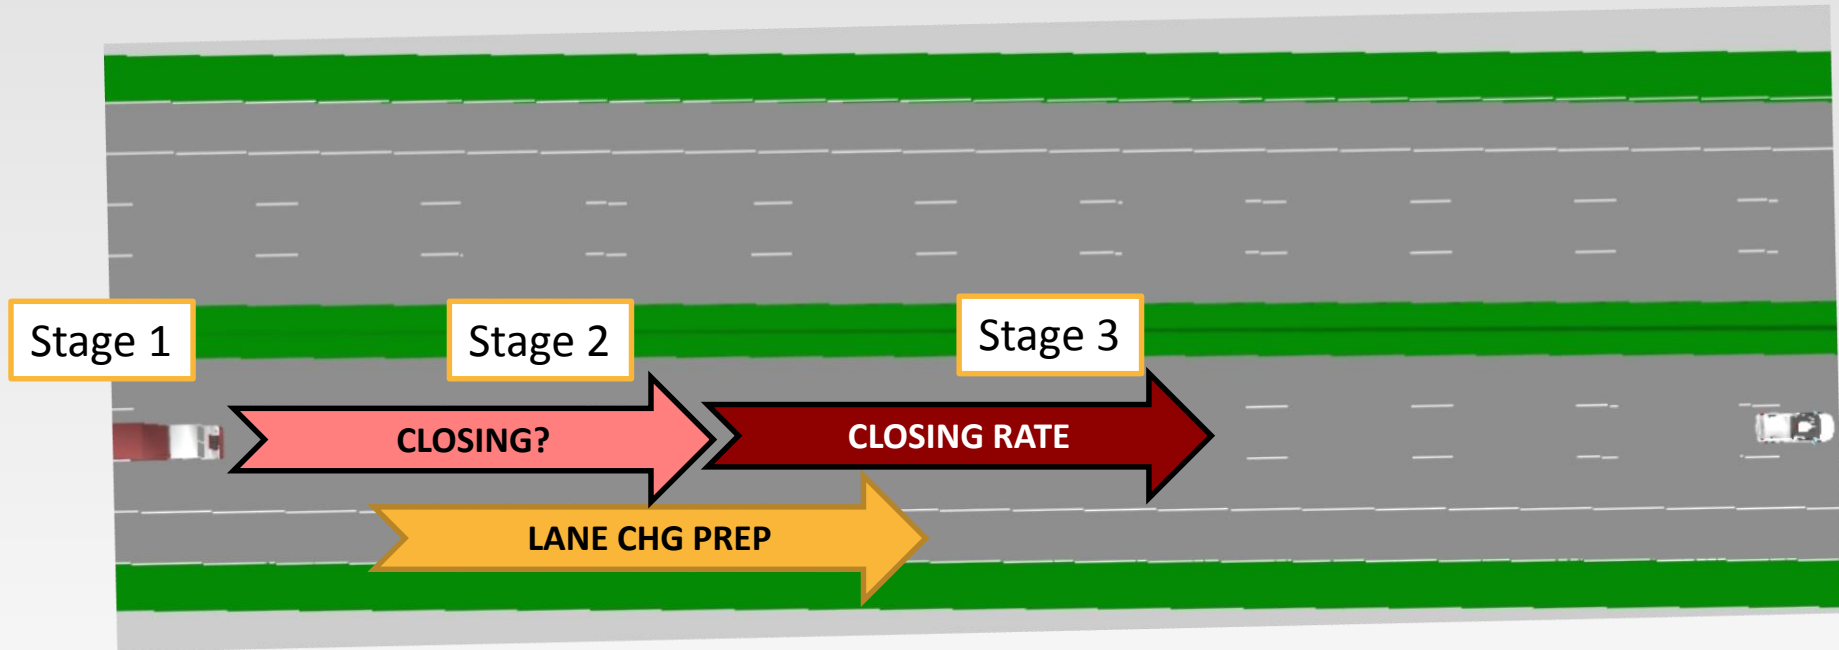 Stage 1
Stage 2
Stage 3
CLOSING?
CLOSING RATE
LANE CHG PREP